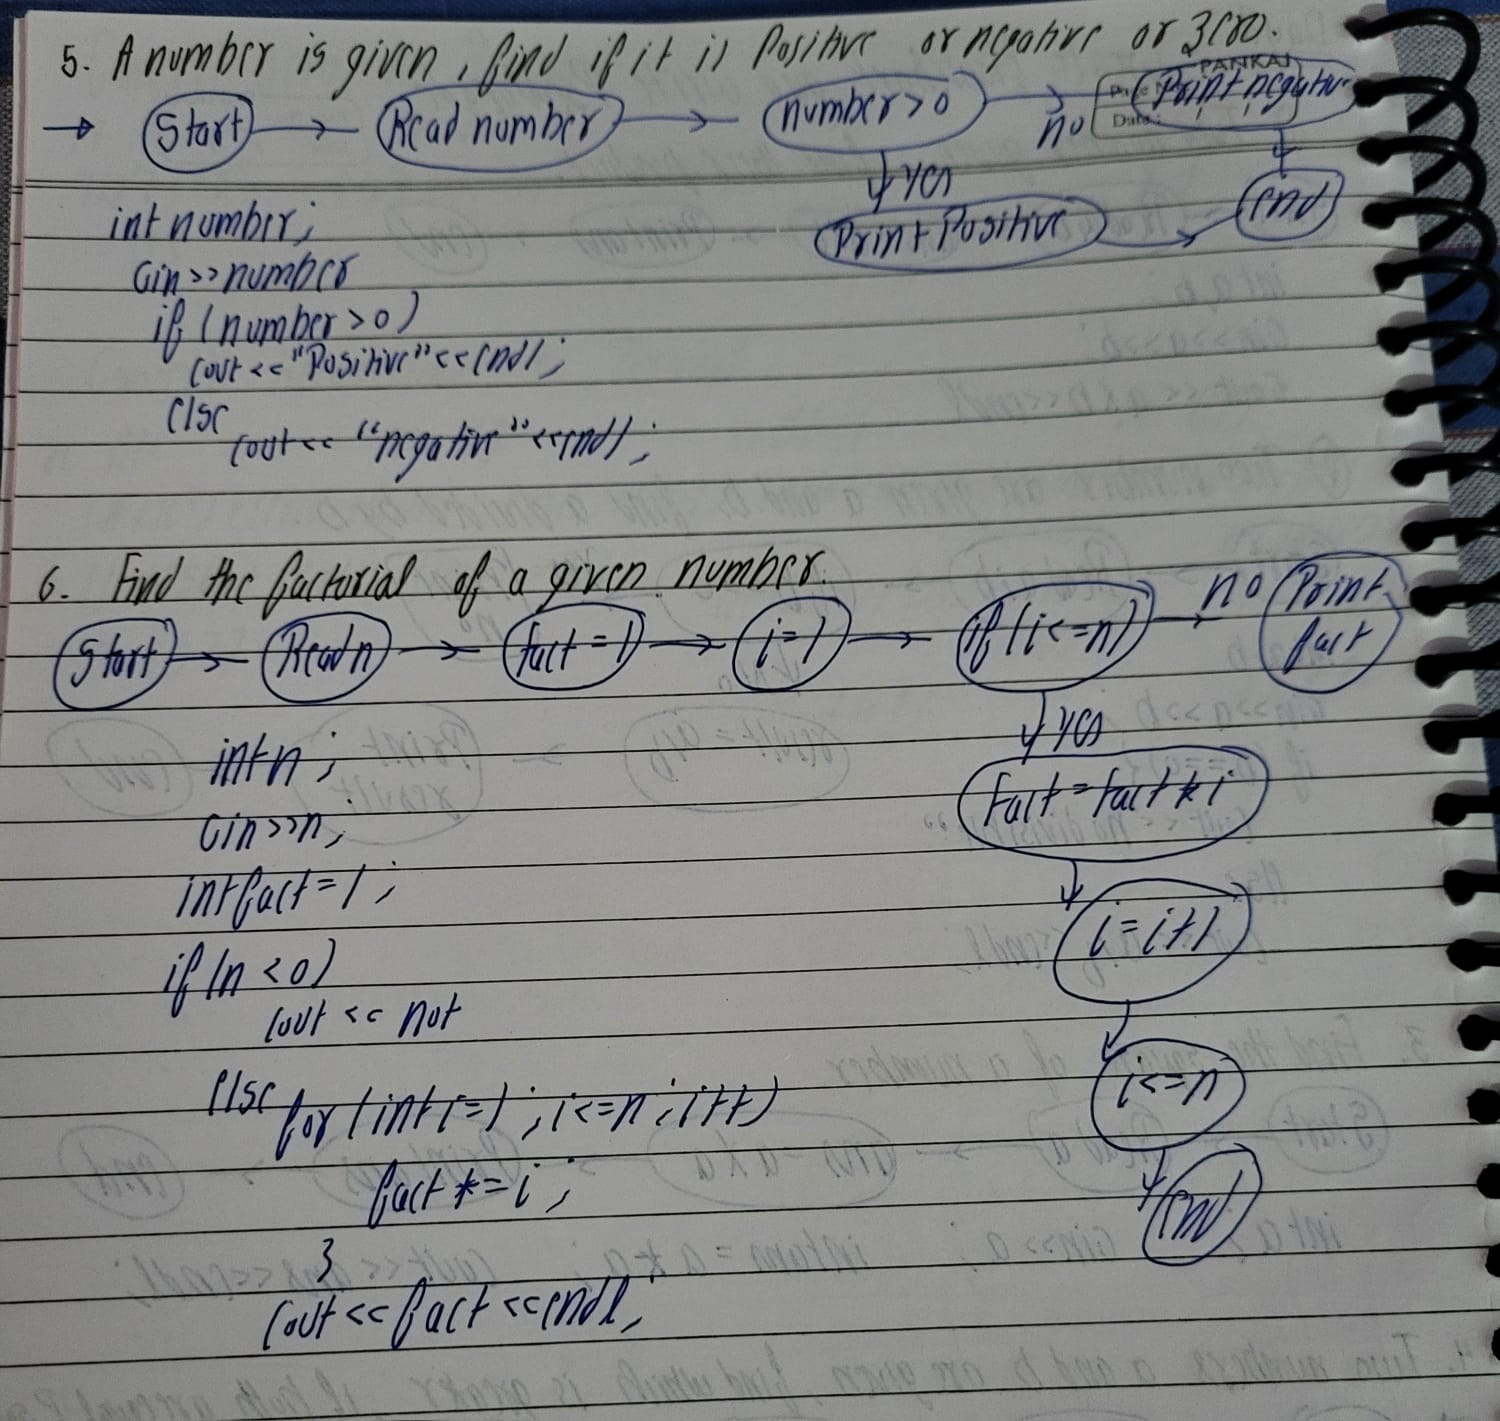 5. A number is given, find if it is Positive or negative or zero.
PANKAJ
Date:
→ Start → Read number → number>0 → no Print negative
↓ yes ↓
Print Positive → end
int number;
Cin>>number
if (number>0)
cout<<"Positive"<<endl;
else
cout<< "negative"<<endl;
6. Find the factorial of a given number.
Start → Read n → fact=1 → i=1 → if(i<=n) → no Print fact
↓ yes
int n;
fact=fact*i
Cin>>n;
↓
int fact=1;
i=i+1
if (n<0)
cout << not
↓
i<=n
else
for (int i=1; i<=n; i++)
↓
fact *=i;
end
}
cout<<fact<<endl;